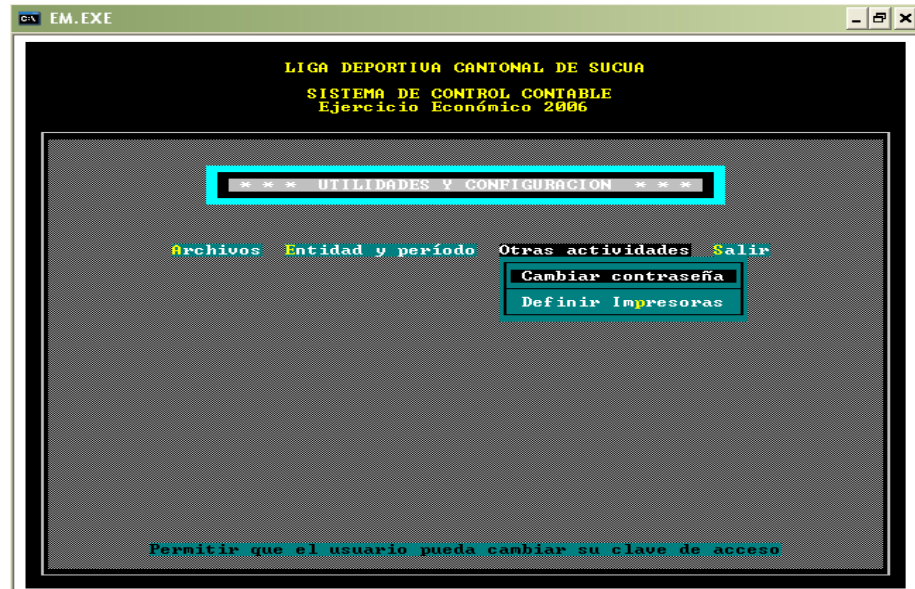 EM.EXE
LIGA DEPORTIVA CANTONAL DE SUCUA
SISTEMA DE CONTROL CONTABLE
Ejercicio Económico 2006
* * * UTILIDADES Y CONFIGURACION * * *
Archivos Entidad y período Otras actividades Salir
Cambiar contraseña
Definir Impresoras
Permitir que el usuario pueda cambiar su clave de acceso